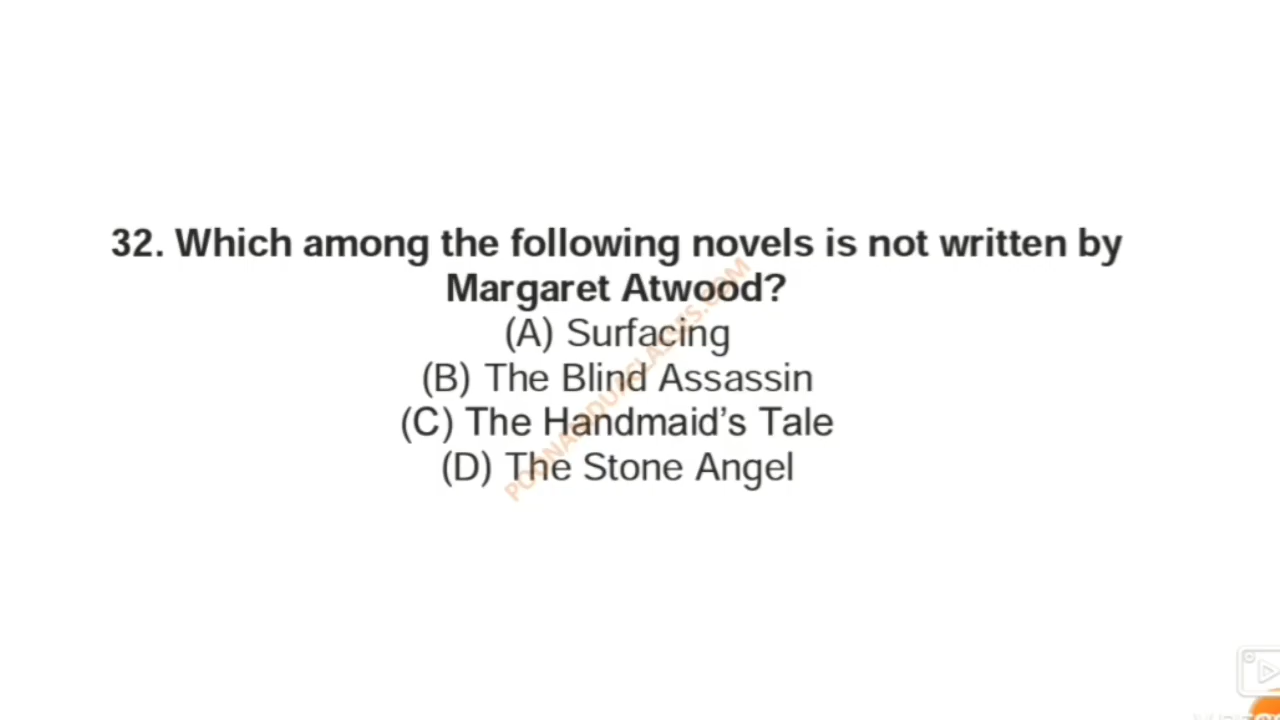 32. Which among the following novels is not written by
Margaret Atwood?
(A) Surfacing
(B) The Blind Assassin
(C) The Handmaid’s Tale
(D) The Stone Angel